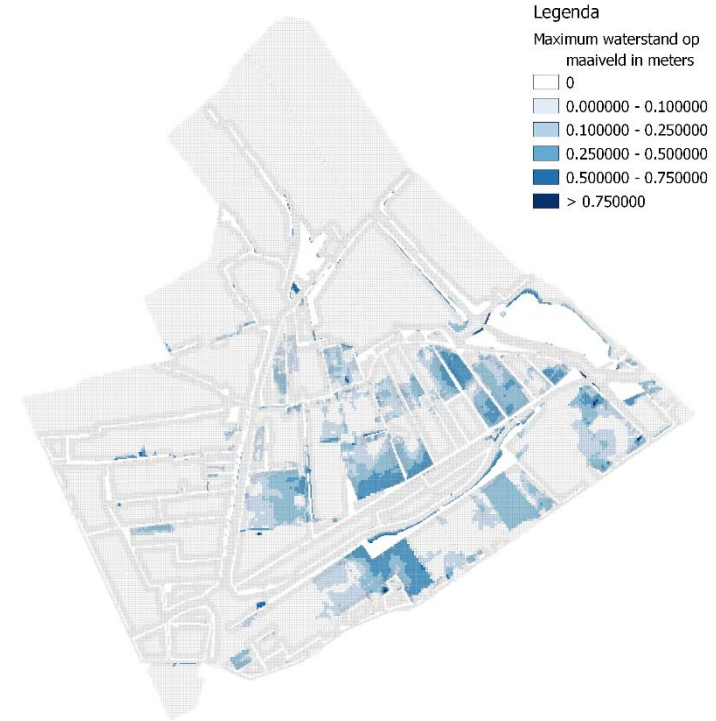 Legenda
Maximum waterstand op
maaiveld in meters
0
0.000000 - 0.100000
0.100000 - 0.250000
0.250000 - 0.500000
0.500000 - 0.750000
> 0.750000